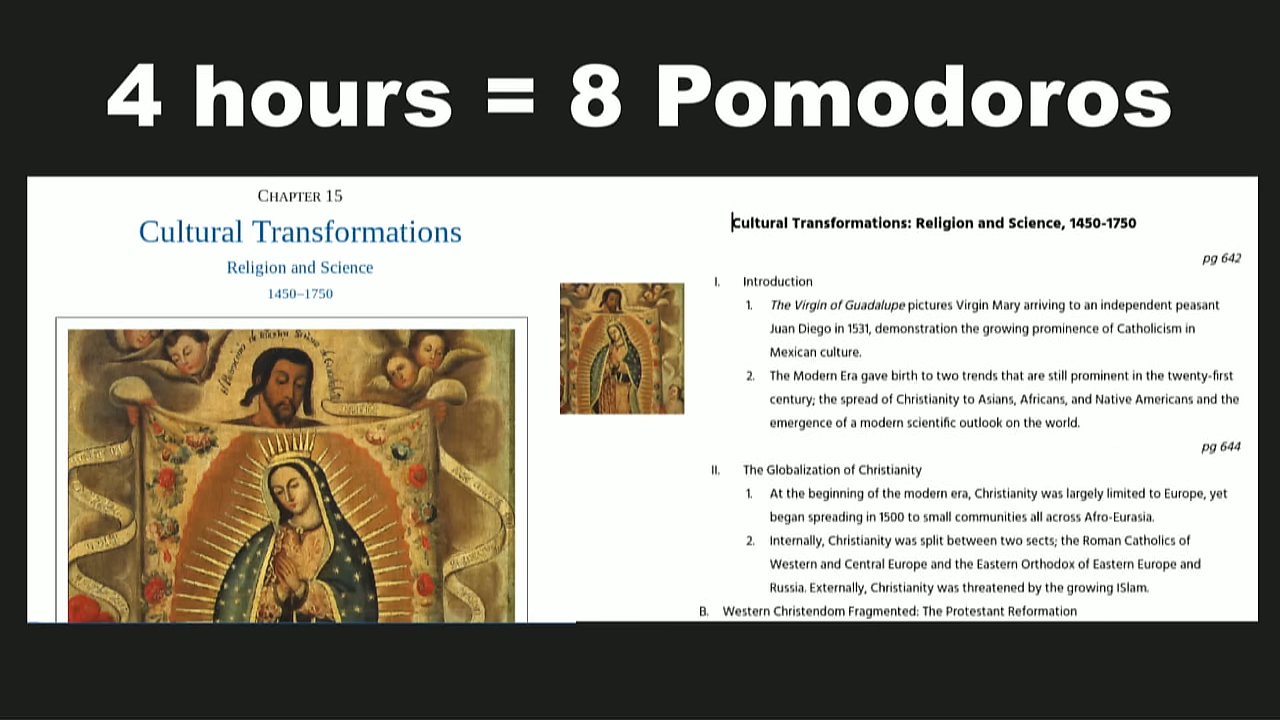 4 hours = 8 Pomodoros
CHAPTER 15
Cultural Transformations
Religion and Science
1450–1750
Cultural Transformations: Religion and Science, 1450-1750
pg 642
I. Introduction
1. The Virgin of Guadalupe pictures Virgin Mary arriving to an independent peasant
Juan Diego in 1531, demonstration the growing prominence of Catholicism in
Mexican culture.
2. The Modern Era gave birth to two trends that are still prominent in the twenty-first
century; the spread of Christianity to Asians, Africans, and Native Americans and the
emergence of a modern scientific outlook on the world.
pg 644
II. The Globalization of Christianity
1. At the beginning of the modern era, Christianity was largely limited to Europe, yet
began spreading in 1500 to small communities all across Afro-Eurasia.
2. Internally, Christianity was split between two sects; the Roman Catholics of
Western and Central Europe and the Eastern Orthodox of Eastern Europe and
Russia. Externally, Christianity was threatened by the growing ISlam.
B. Western Christendom Fragmented: The Protestant Reformation